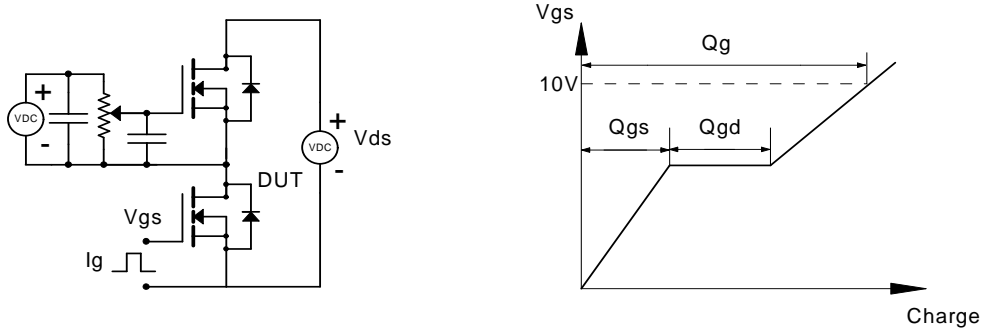 +
VDC
-
+
VDC
-
Vds
DUT
Vgs
Ig
Vgs
Qg
10V
Qgs
Qgd
Charge